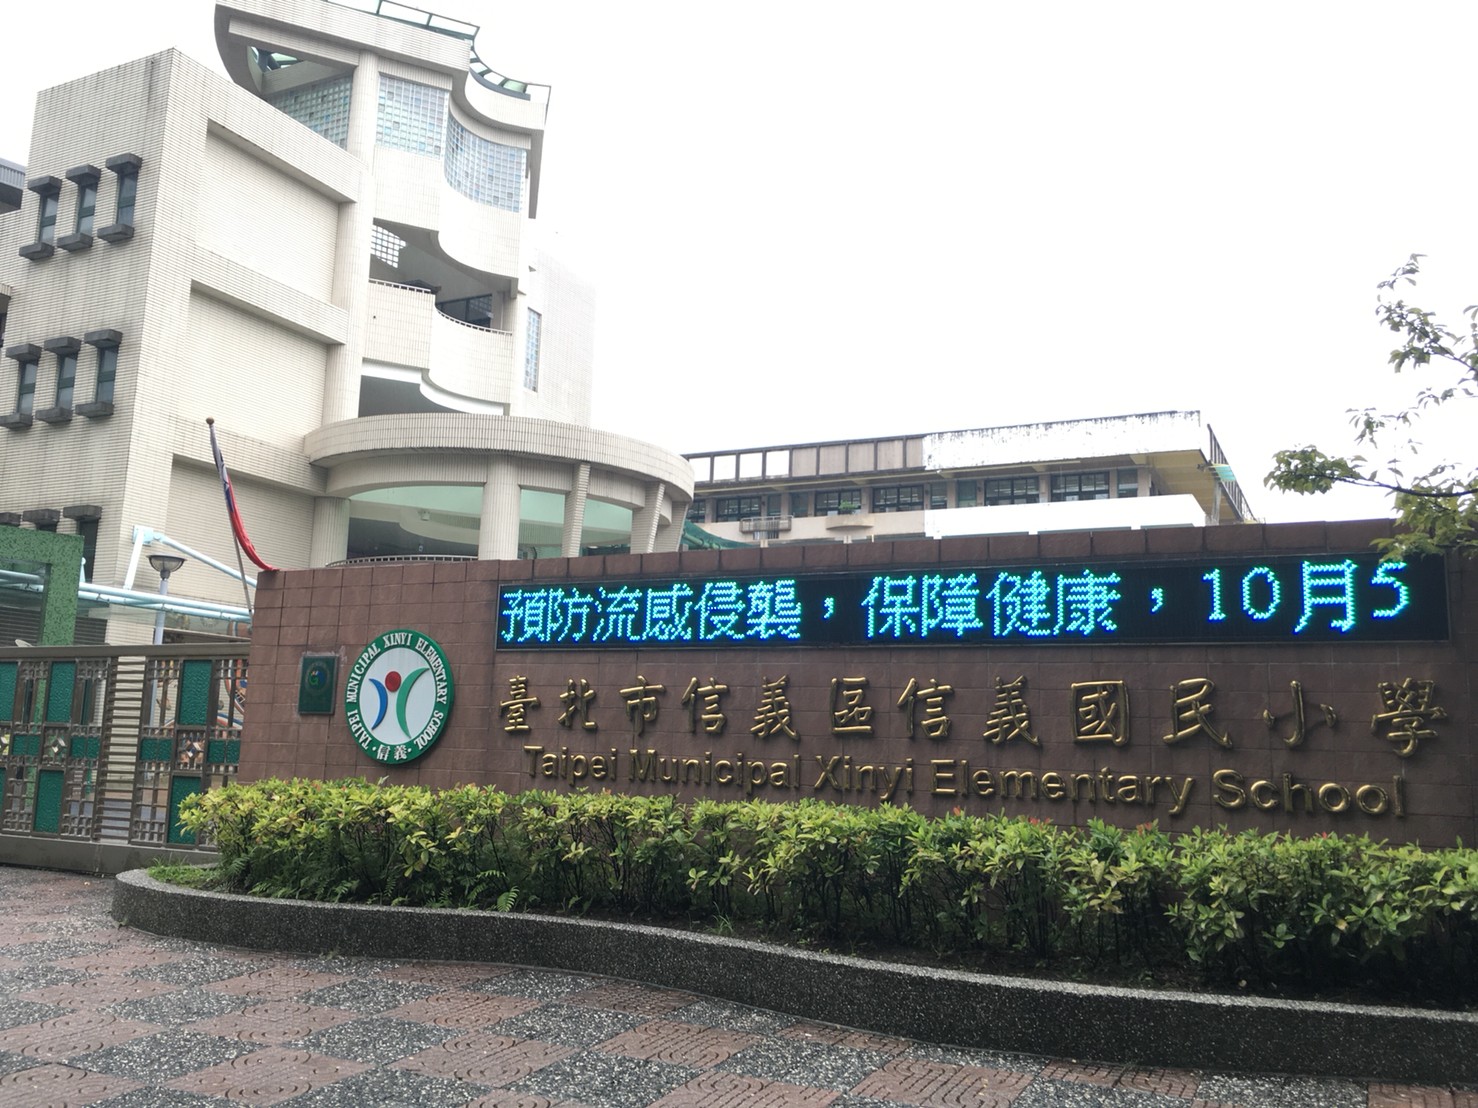 預防流感侵襲，保障健康，10月5
臺北市信義區信義國民小學
Taipei Municipal Xinyi Elementary School
TAIPEI MUNICIPAL XINYI ELEMENTARY SCHOOL
·信義·